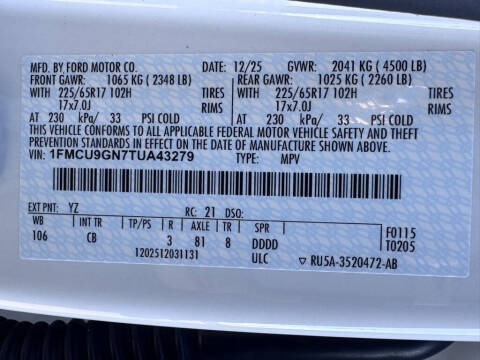 MFD. BY FORD MOTOR CO. DATE: 12/25 GVWR: 2041 KG ( 4500 LB)
FRONT GAWR: 1065 KG ( 2348 LB) REAR GAWR: 1025 KG ( 2260 LB)
WITH 225/65R17 102H TIRES WITH 225/65R17 102H TIRES
17x7.0J RIMS 17x7.0J RIMS
AT 230 kPa/ 33 PSI COLD AT 230 kPa/ 33 PSI COLD
THIS VEHICLE CONFORMS TO ALL APPLICABLE FEDERAL MOTOR VEHICLE SAFETY AND THEFT
PREVENTION STANDARDS IN EFFECT ON THE DATE OF MANUFACTURE SHOWN ABOVE.
VIN: 1FMCU9GN7TUA43279 TYPE: MPV
EXT PNT: YZ RC: 21 DSO:
WB INT TR TP/PS R AXLE TR SPR F0115
106 CB 3 81 8 DDDD T0205
1202512031131 ULC ▽ RU5A-3520472-AB